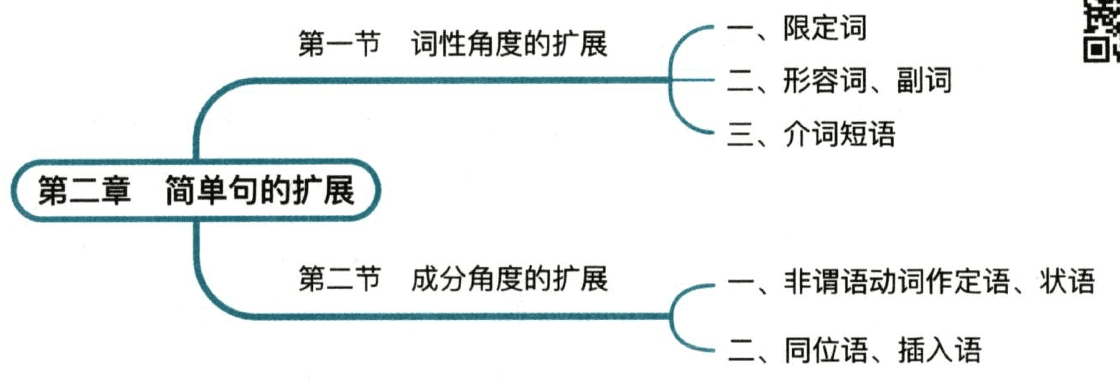 第一节 词性角度的扩展
一、限定词
二、形容词、副词
三、介词短语
第二章 简单句的扩展
第二节 成分角度的扩展
一、非谓语动词作定语、状语
二、同位语、插入语